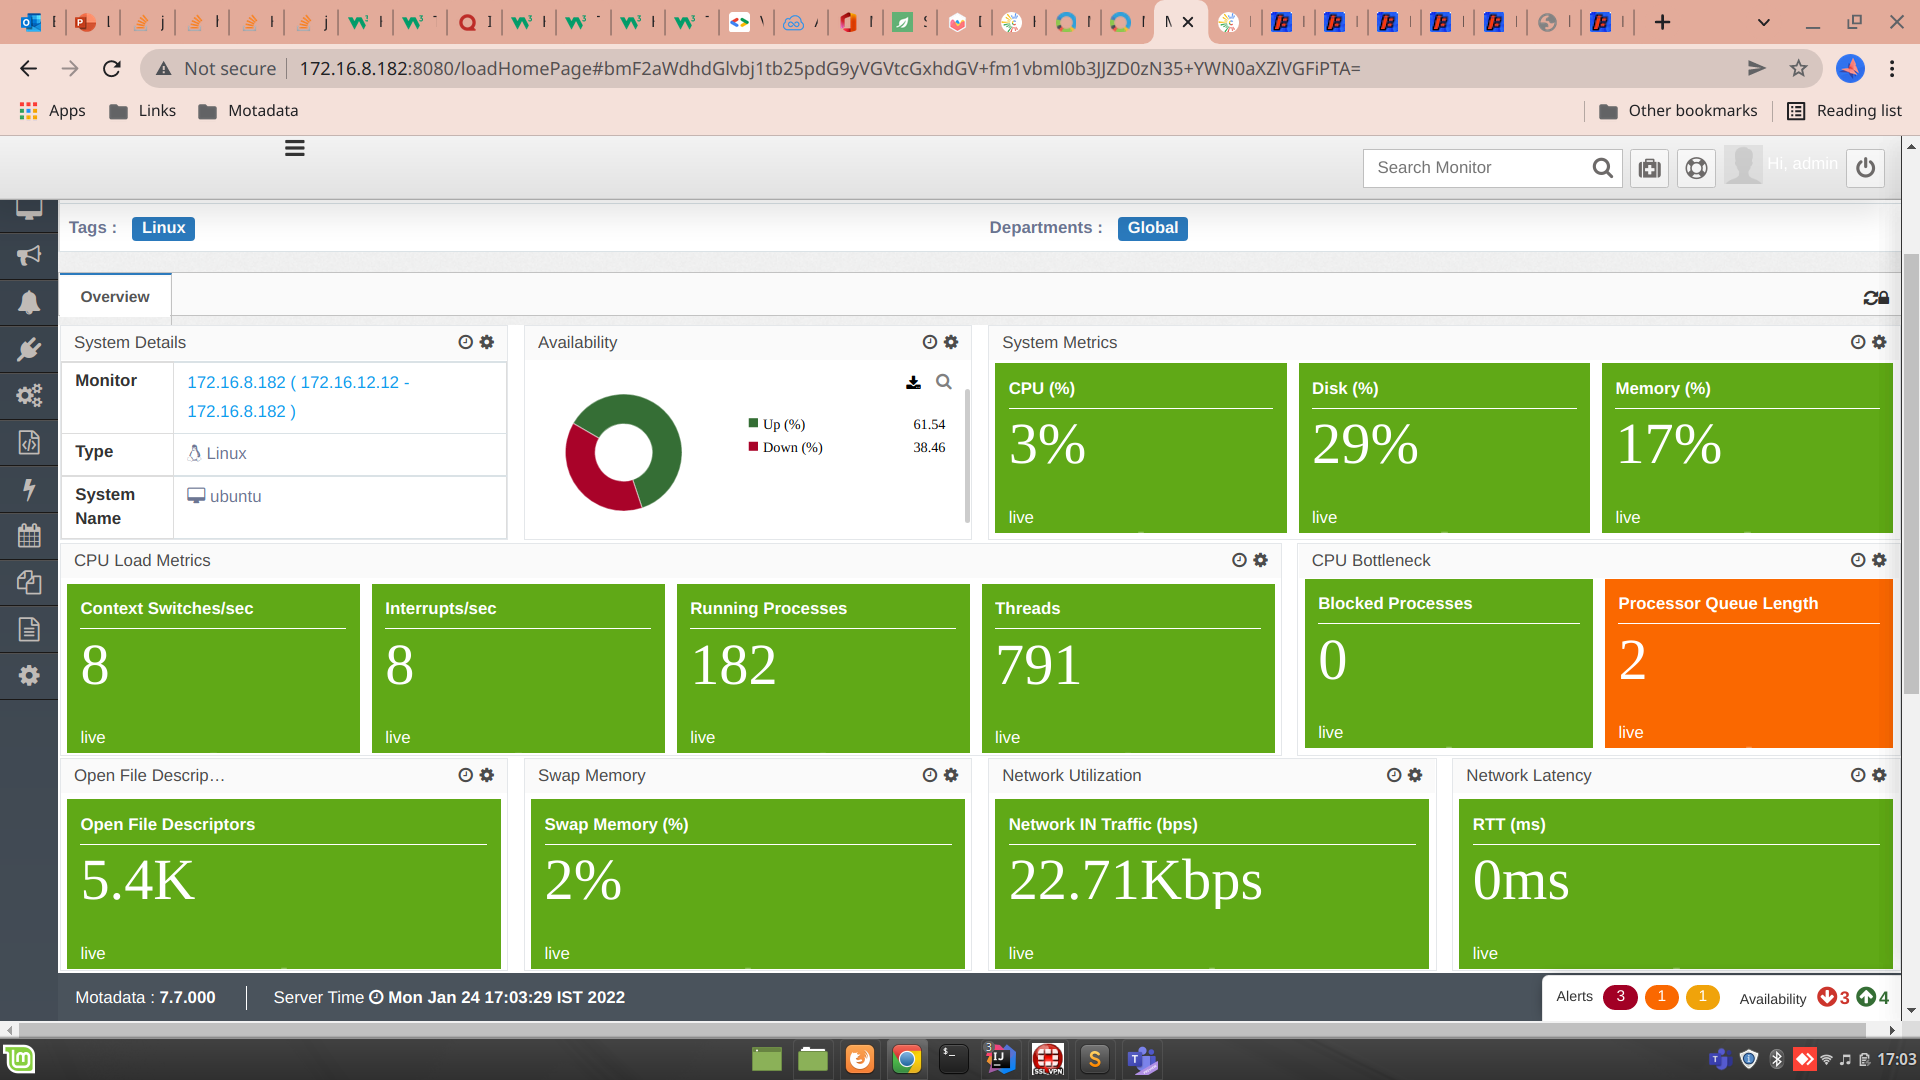 Not secure
172.16.8.182:8080/loadHomePage#bmF2aWdhdGlvbj1tb25pdG9yVGVtcGxhdGV+fm1vbml0b3JJZD0zN35+YWN0aXZlVGFiPTA=
Apps
Links
Motadata
Other bookmarks
Reading list
Search Monitor
Hi, admin
Tags :
Linux
Departments :
Global
Overview
System Details
Monitor
172.16.8.182 ( 172.16.12.12 -
172.16.8.182 )
Type
Linux
System
Name
ubuntu
Availability
Up (%)
61.54
Down (%)
38.46
System Metrics
CPU (%)
3%
live
Disk (%)
29%
live
Memory (%)
17%
live
CPU Load Metrics
Context Switches/sec
8
live
Interrupts/sec
8
live
Running Processes
182
live
Threads
791
live
CPU Bottleneck
Blocked Processes
0
live
Processor Queue Length
2
live
Open File Descrip...
Open File Descriptors
5.4K
live
Swap Memory
Swap Memory (%)
2%
live
Network Utilization
Network IN Traffic (bps)
22.71Kbps
live
Network Latency
RTT (ms)
0ms
live
Motadata : 7.7.000
Server Time Mon Jan 24 17:03:29 IST 2022
Alerts
3
1
1
Availability
3
4
17:03